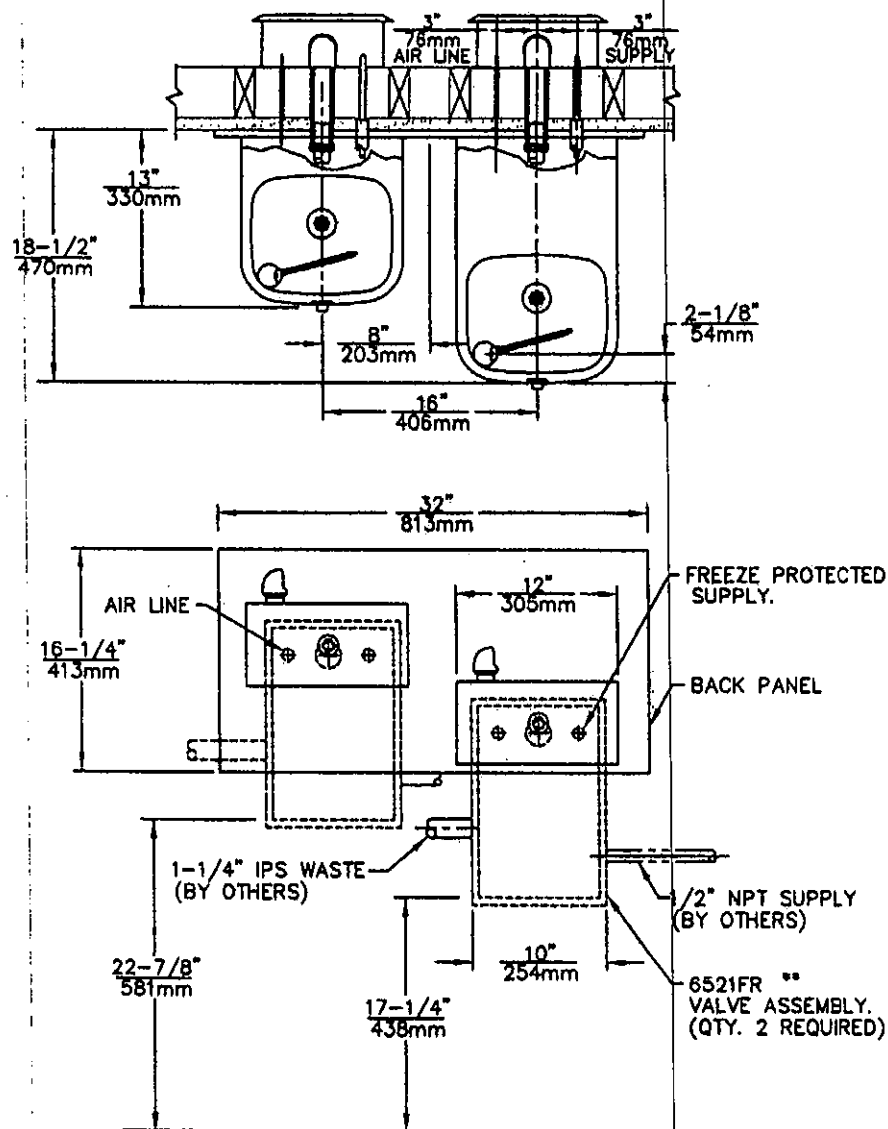 3"
76mm
AIR LINE
3"
76mm
SUPPLY
13"
330mm
18-1/2"
470mm
8"
203mm
2-1/8"
54mm
16"
406mm
32"
813mm
AIR LINE
12"
305mm
FREEZE PROTECTED
SUPPLY.
16-1/4"
413mm
BACK PANEL
1-1/4" IPS WASTE
(BY OTHERS)
/2" NPT SUPPLY
(BY OTHERS)
22-7/8"
581mm
10"
254mm
17-1/4"
438mm
6521FR **
VALVE ASSEMBLY.
(QTY. 2 REQUIRED)